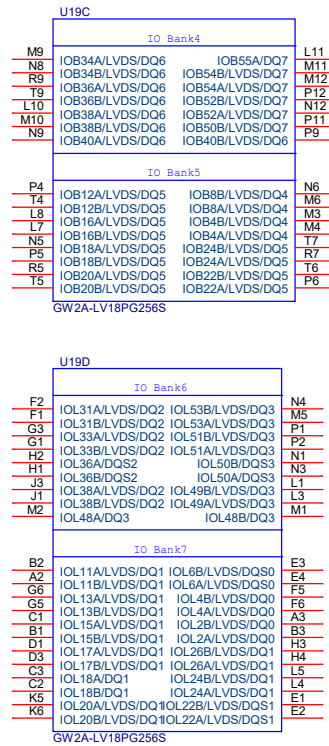 U19C
IO Bank4
M9 IOB34A/LVDS/DQ6 IOB55A/DQ7 L11
N8 IOB34B/LVDS/DQ6 IOB54B/LVDS/DQ7 M11
R9 IOB36A/LVDS/DQ6 IOB54A/LVDS/DQ7 M12
T9 IOB36B/LVDS/DQ6 IOB52B/LVDS/DQ7 P12
L10 IOB38A/LVDS/DQ6 IOB52A/LVDS/DQ7 N12
M10 IOB38B/LVDS/DQ6 IOB50B/LVDS/DQ7 P11
N9 IOB40A/LVDS/DQ6 IOB40B/LVDS/DQ6 P9
IO Bank5
P4 IOB12A/LVDS/DQ5 IOB8B/LVDS/DQ4 N6
T4 IOB12B/LVDS/DQ5 IOB8A/LVDS/DQ4 M6
L8 IOB16A/LVDS/DQ5 IOB4B/LVDS/DQ4 M3
L7 IOB16B/LVDS/DQ5 IOB4A/LVDS/DQ4 M4
N5 IOB18A/LVDS/DQ5 IOB24B/LVDS/DQ5 T7
P5 IOB18B/LVDS/DQ5 IOB24A/LVDS/DQ5 R7
R5 IOB20A/LVDS/DQ5 IOB22B/LVDS/DQ5 T6
T5 IOB20B/LVDS/DQ5 IOB22A/LVDS/DQ5 P6
GW2A-LV18PG256S
U19D
IO Bank6
F2 IOL31A/LVDS/DQ2 IOL53B/LVDS/DQ3 N4
F1 IOL31B/LVDS/DQ2 IOL53A/LVDS/DQ3 M5
G3 IOL33A/LVDS/DQ2 IOL51B/LVDS/DQ3 P1
G1 IOL33B/LVDS/DQ2 IOL51A/LVDS/DQ3 P2
H2 IOL36A/DQS2 IOL50B/DQS3 N1
H1 IOL36B/DQS2 IOL50A/DQS3 N3
J3 IOL38A/LVDS/DQ2 IOL49B/LVDS/DQ3 L1
J1 IOL38B/LVDS/DQ2 IOL49A/LVDS/DQ3 L3
M2 IOL48A/DQ3 IOL48B/DQ3 M1
IO Bank7
B2 IOL11A/LVDS/DQ1 IOL6B/LVDS/DQS0 E3
A2 IOL11B/LVDS/DQ1 IOL6A/LVDS/DQS0 E4
G6 IOL13A/LVDS/DQ1 IOL4B/LVDS/DQ0 F5
G5 IOL13B/LVDS/DQ1 IOL4A/LVDS/DQ0 F6
C1 IOL15A/LVDS/DQ1 IOL2B/LVDS/DQ0 A3
B1 IOL15B/LVDS/DQ1 IOL2A/LVDS/DQ0 B3
D1 IOL17A/LVDS/DQ1 IOL26B/LVDS/DQ1 H3
D3 IOL17B/LVDS/DQ1 IOL26A/LVDS/DQ1 H4
C3 IOL18A/DQ1 IOL24B/LVDS/DQ1 L5
C2 IOL18B/DQ1 IOL24A/LVDS/DQ1 L4
K5 IOL20A/LVDS/DQ1 IOL22B/LVDS/DQS1 E1
K6 IOL20B/LVDS/DQ1 IOL22A/LVDS/DQS1 E2
GW2A-LV18PG256S